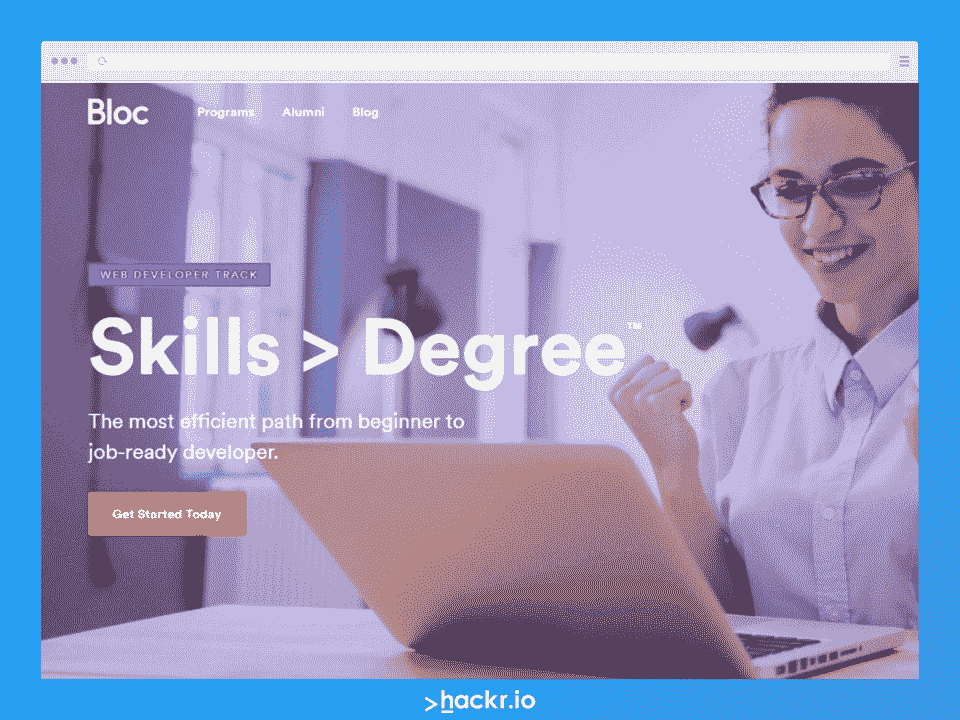 Bloc
Programs Alumni Blog
WEB DEVELOPER TRACK
Skills > Degree™
The most efficient path from beginner to
job-ready developer.
Get Started Today
>hackr.io